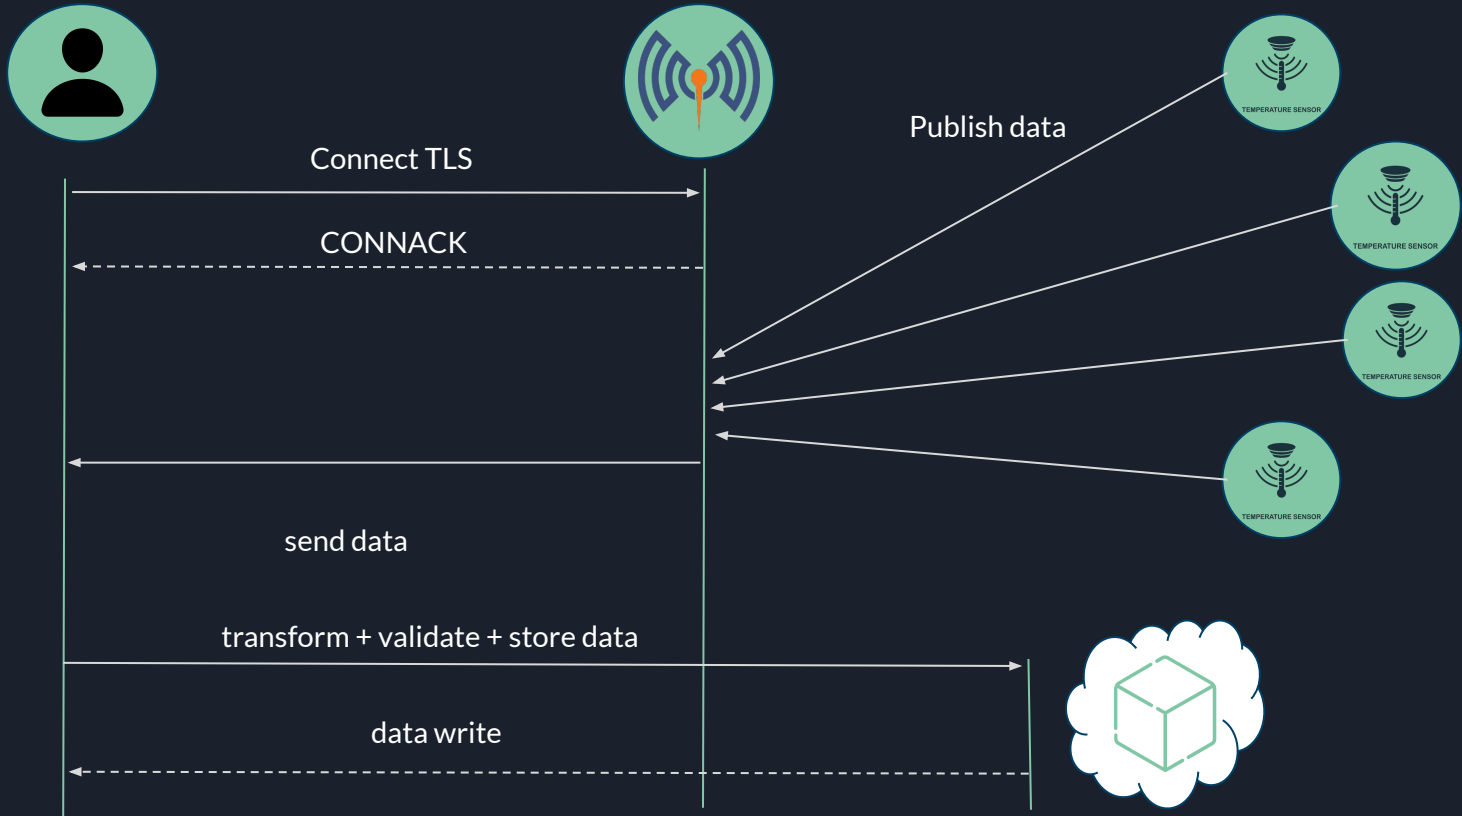 Connect TLS
CONNACK
Publish data
TEMPERATURE SENSOR
TEMPERATURE SENSOR
TEMPERATURE SENSOR
TEMPERATURE SENSOR
send data
transform + validate + store data
data write